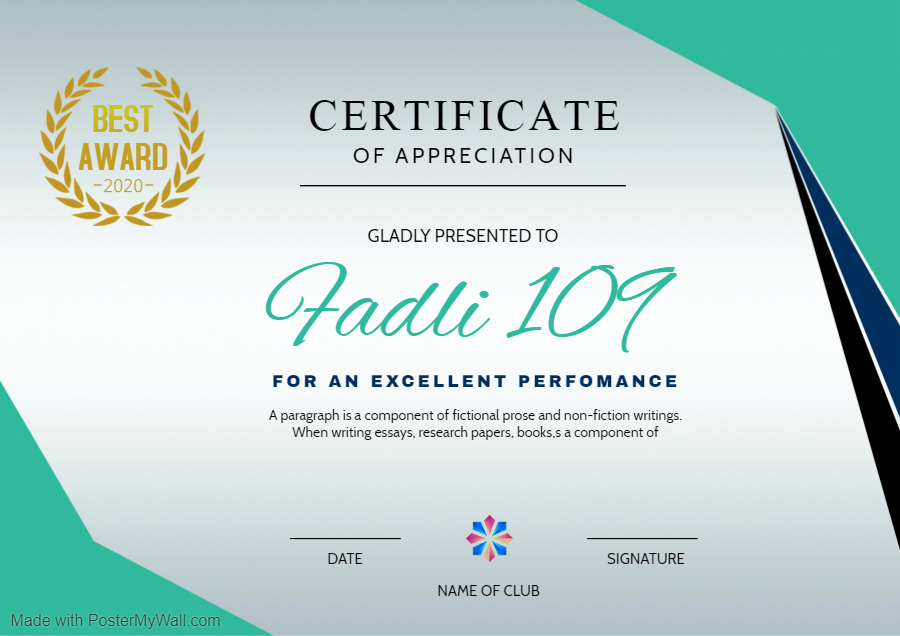 BEST
AWARD
-2020-
CERTIFICATE
OF APPRECIATION
GLADLY PRESENTED TO
Fadli 109
FOR AN EXCELLENT PERFOMANCE
A paragraph is a component of fictional prose and non-fiction writings.
When writing essays, research papers, books,s a component of
DATE
SIGNATURE
NAME OF CLUB
Made with PosterMyWall.com